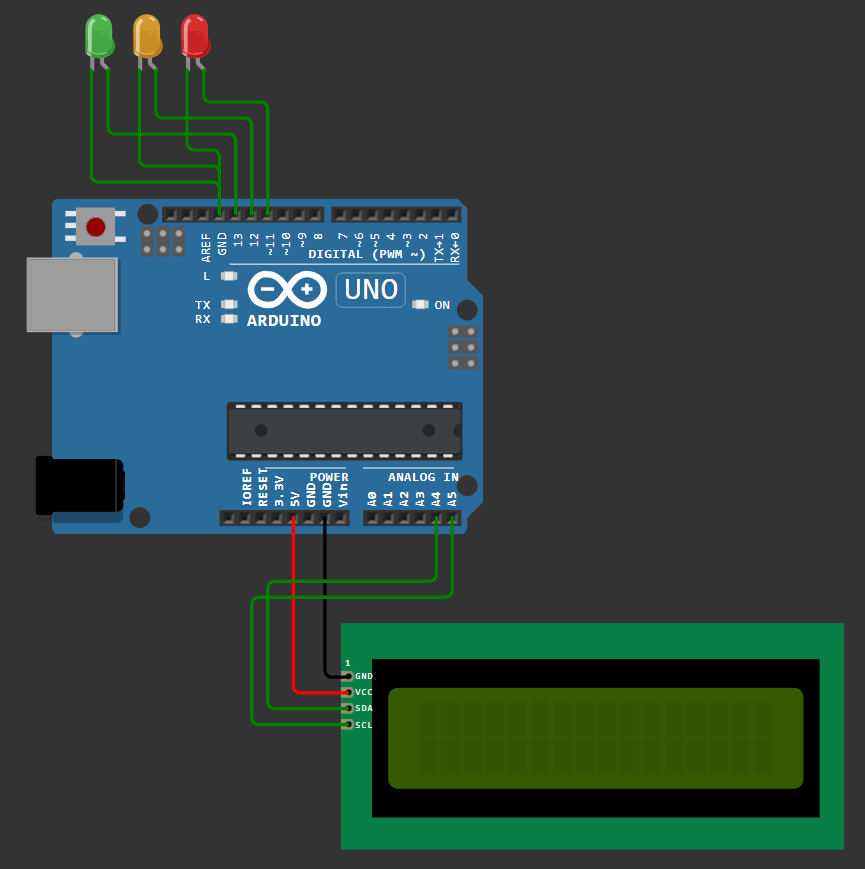 AREF
GND
13
12
~11
~10
~9
8
7
~6
~5
4
~3
2
TX→1
RX←0
DIGITAL (PWM ~)
L
TX
RX
UNO
ON
ARDUINO
POWER
ANALOG IN
IOREF
RESET
3.3V
5V
GND
GND
Vin
A0
A1
A2
A3
A4
A5
1
GND
VCC
SDA
SCL